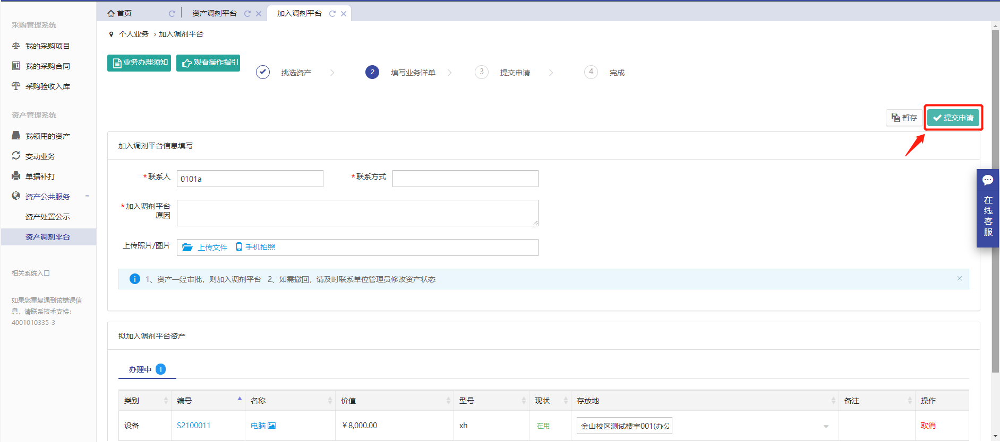 首页
资产调剂平台
加入调剂平台
采购管理系统
我的采购项目
我的采购合同
采购验收入库
资产管理系统
我领用的资产
变动业务
单据补打
资产公共服务 -
资产处置公示
资产调剂平台
相关系统入口
如果您重复遇到该错误信
息，请联系技术支持：
4001010335-3
个人业务 > 加入调剂平台
业务办理须知
观看操作指引
挑选资产
2 填写业务详单
3 提交申请
4 完成
暂存
提交申请
加入调剂平台信息填写
*联系人 0101a
*联系方式
*加入调剂平台
原因
上传照片/图片 上传文件 手机拍照
1、资产一经审批，则加入调剂平台 2、如需撤回，请及时联系单位管理员修改资产状态 ×
拟加入调剂平台资产
办理中 1
类别 编号 名称 价值 型号 现状 存放地 备注 操作
设备 S2100011 电脑 ￥8,000.00 xh 在用 金山校区测试楼宇001(办公 取消
在线客服